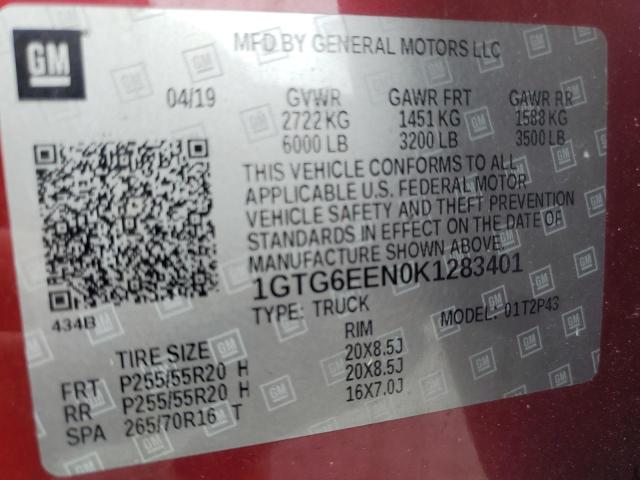 GM
MFD BY GENERAL MOTORS LLC
04/19 GVWR GAWR FRT GAWR RR
2722 KG 1451 KG 1588 KG
6000 LB 3200 LB 3500 LB
THIS VEHICLE CONFORMS TO ALL
APPLICABLE U.S. FEDERAL MOTOR
VEHICLE SAFETY AND THEFT PREVENTION
STANDARDS IN EFFECT ON THE DATE OF
MANUFACTURE SHOWN ABOVE.
1GTG6EEN0K1283401
434B TYPE: TRUCK MODEL: 01T2P43
TIRE SIZE RIM
FRT P255/55R20 H 20X8.5J
RR P255/55R20 H 20X8.5J
SPA 265/70R16 T 16X7.0J